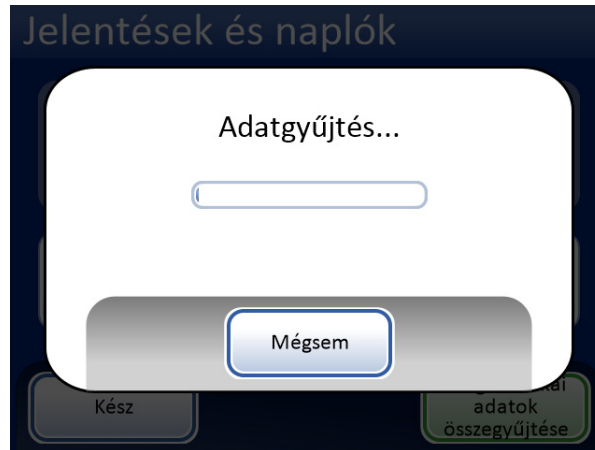 Jelentések és naplók
Adatgyűjtés...
Mégsem
Kész
adatok
összegyűjtése